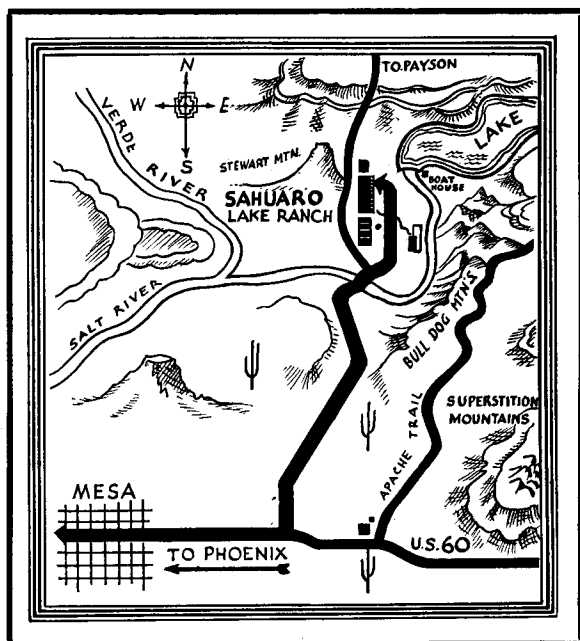 TO PAYSON
N
W
E
S
VERDE RIVER
STEWART MTN.
LAKE
BOAT
HOUSE
SAHUARO
LAKE RANCH
SALT RIVER
BULL DOG MTN'S
SUPERSTITION
MOUNTAINS
APACHE TRAIL
MESA
TO PHOENIX
U.S. 60